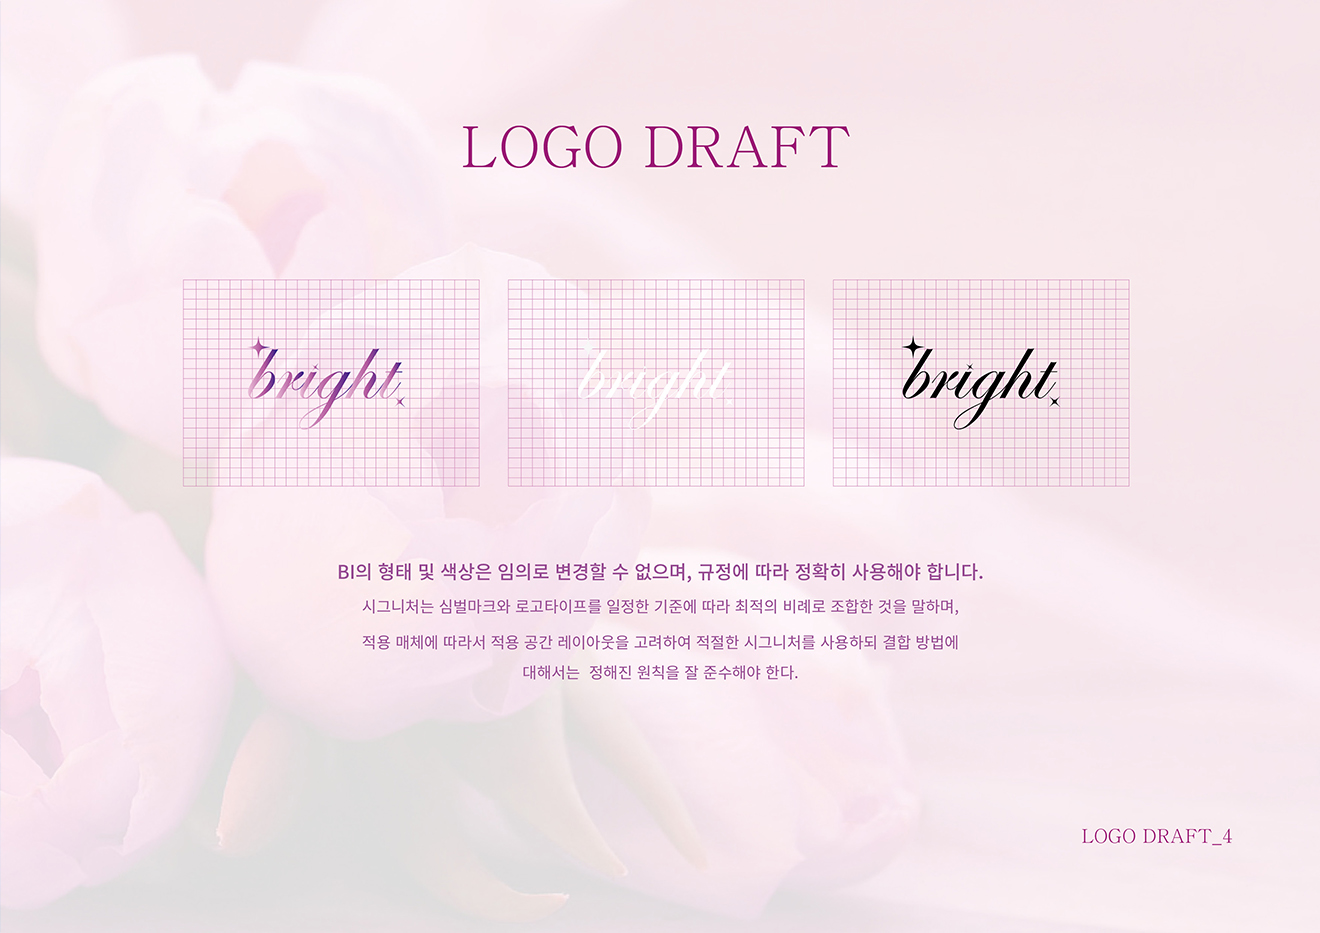 LOGO DRAFT
bright
bright
bright
BI의 형태 및 색상은 임의로 변경할 수 없으며, 규정에 따라 정확히 사용해야 합니다.
시그니처는 심벌마크와 로고타이프를 일정한 기준에 따라 최적의 비례로 조합한 것을 말하며,
적용 매체에 따라서 적용 공간 레이아웃을 고려하여 적절한 시그니처를 사용하되 결합 방법에
대해서는 정해진 원칙을 잘 준수해야 한다.
LOGO DRAFT_4